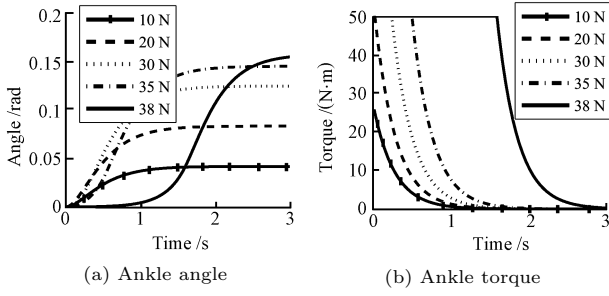 0.2
0.15
0.1
0.05
0
Angle /rad
0 1 2 3
Time /s
10 N
20 N
30 N
35 N
38 N
(a) Ankle angle
50
40
30
20
10
0
Torque /(N·m)
0 1 2 3
Time /s
10 N
20 N
30 N
35 N
38 N
(b) Ankle torque